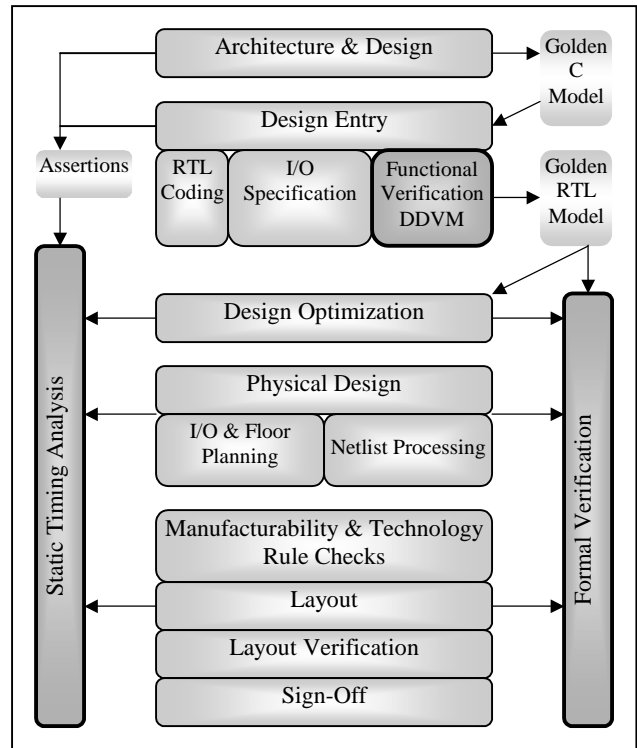 Architecture & Design
Golden
C
Model
Design Entry
Assertions
RTL
Coding
I/O
Specification
Functional
Verification
DDVM
Golden
RTL
Model
Design Optimization
Physical Design
I/O & Floor
Planning
Netlist Processing
Manufacturability & Technology
Rule Checks
Layout
Layout Verification
Sign-Off
Static Timing Analysis
Formal Verification